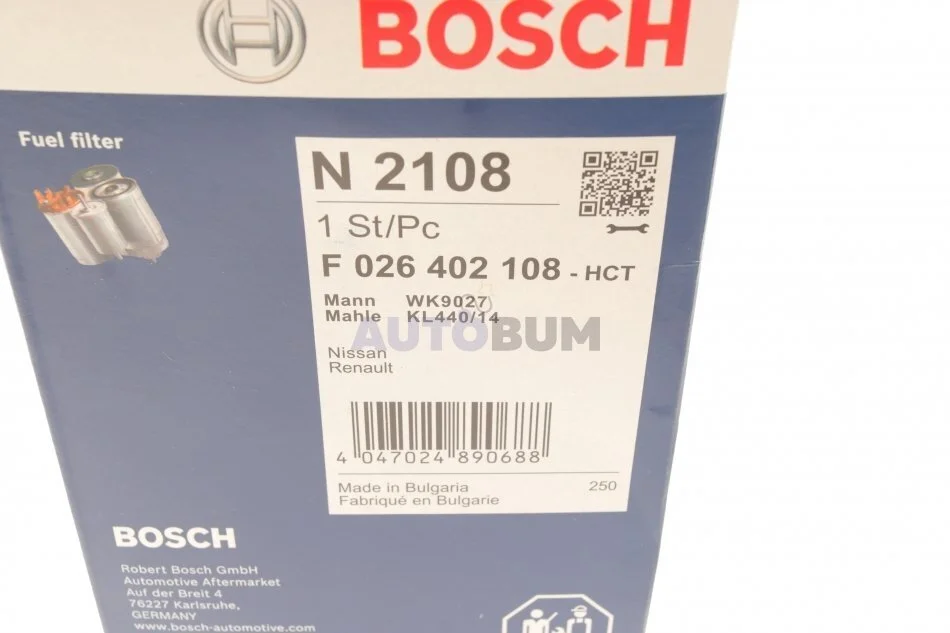 BOSCH
Fuel filter
N 2108
1 St/Pc
F 026 402 108 - HCT
Mann WK9027
Mahle KL440/14
AUTOBUM
Nissan
Renault
4 047024 890688
Made in Bulgaria 250
Fabriqué en Bulgarie
BOSCH
Robert Bosch GmbH
Automotive Aftermarket
Auf der Breit 4
76227 Karlsruhe,
GERMANY
www.bosch-automotive.com